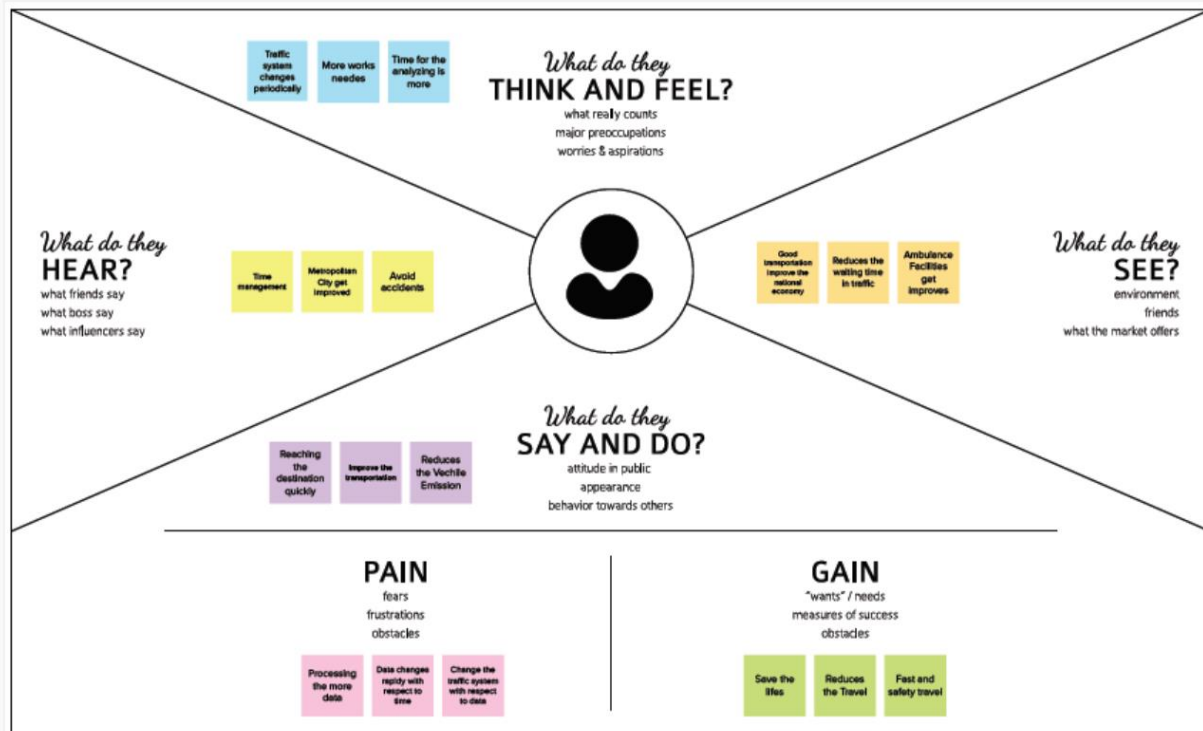 Traffic
system
changes
periodically
More works
needes
Time for the
analyzing is
more
What do they
THINK AND FEEL?
what really counts
major preoccupations
worries & aspirations
What do they
HEAR?
what friends say
what boss say
what influencers say
Time
management
Metropolitan
City get
improved
Avoid
accidents
Good
transportation
improve the
national
economy
Reduces the
waiting time
in traffic
Ambulance
Facilities
get
improves
What do they
SEE?
environment
friends
what the market offers
What do they
SAY AND DO?
attitude in public
appearance
behavior towards others
Reaching
the
destination
quickly
Improve the
transportation
Reduces
the Vechile
Emission
PAIN
fears
frustrations
obstacles
Processing
the more
data
Data changes
rapidly with
respect to
time
Change the
traffic system
with respect
to data
GAIN
"wants" / needs
measures of success
obstacles
Save the
lifes
Reduces
the Travel
Fast and
safety travel